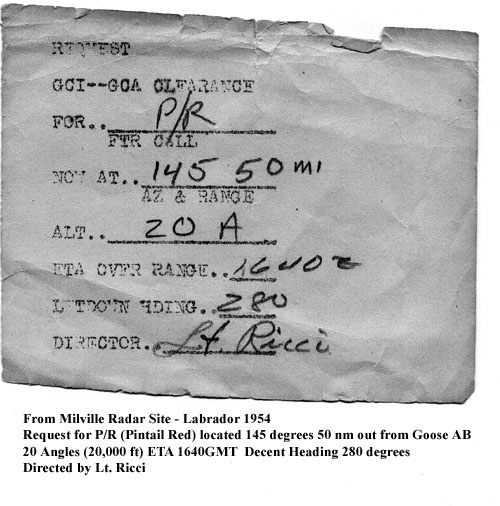 REQUEST
GCI--GCA CLEARANCE
FOR.. P/R
FTR CALL
NOW AT.. 145 50 mi
AZ & RANGE
ALT.. 20 A
ETA OVER RANGE.. 1640Z
LETDOWN HDING.. 280
DIRECTOR. Lt. Ricci
From Milville Radar Site - Labrador 1954
Request for P/R (Pintail Red) located 145 degrees 50 nm out from Goose AB
20 Angles (20,000 ft) ETA 1640GMT Decent Heading 280 degrees
Directed by Lt. Ricci